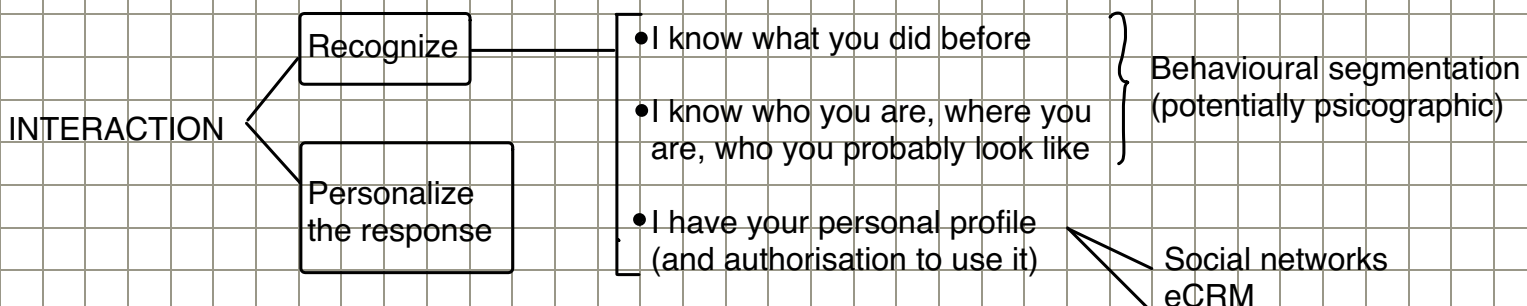 Recognize
INTERACTION
Personalize
the response
•I know what you did before
•I know who you are, where you
are, who you probably look like
•I have your personal profile
(and authorisation to use it)
Behavioural segmentation
(potentially psicographic)
Social networks
eCRM